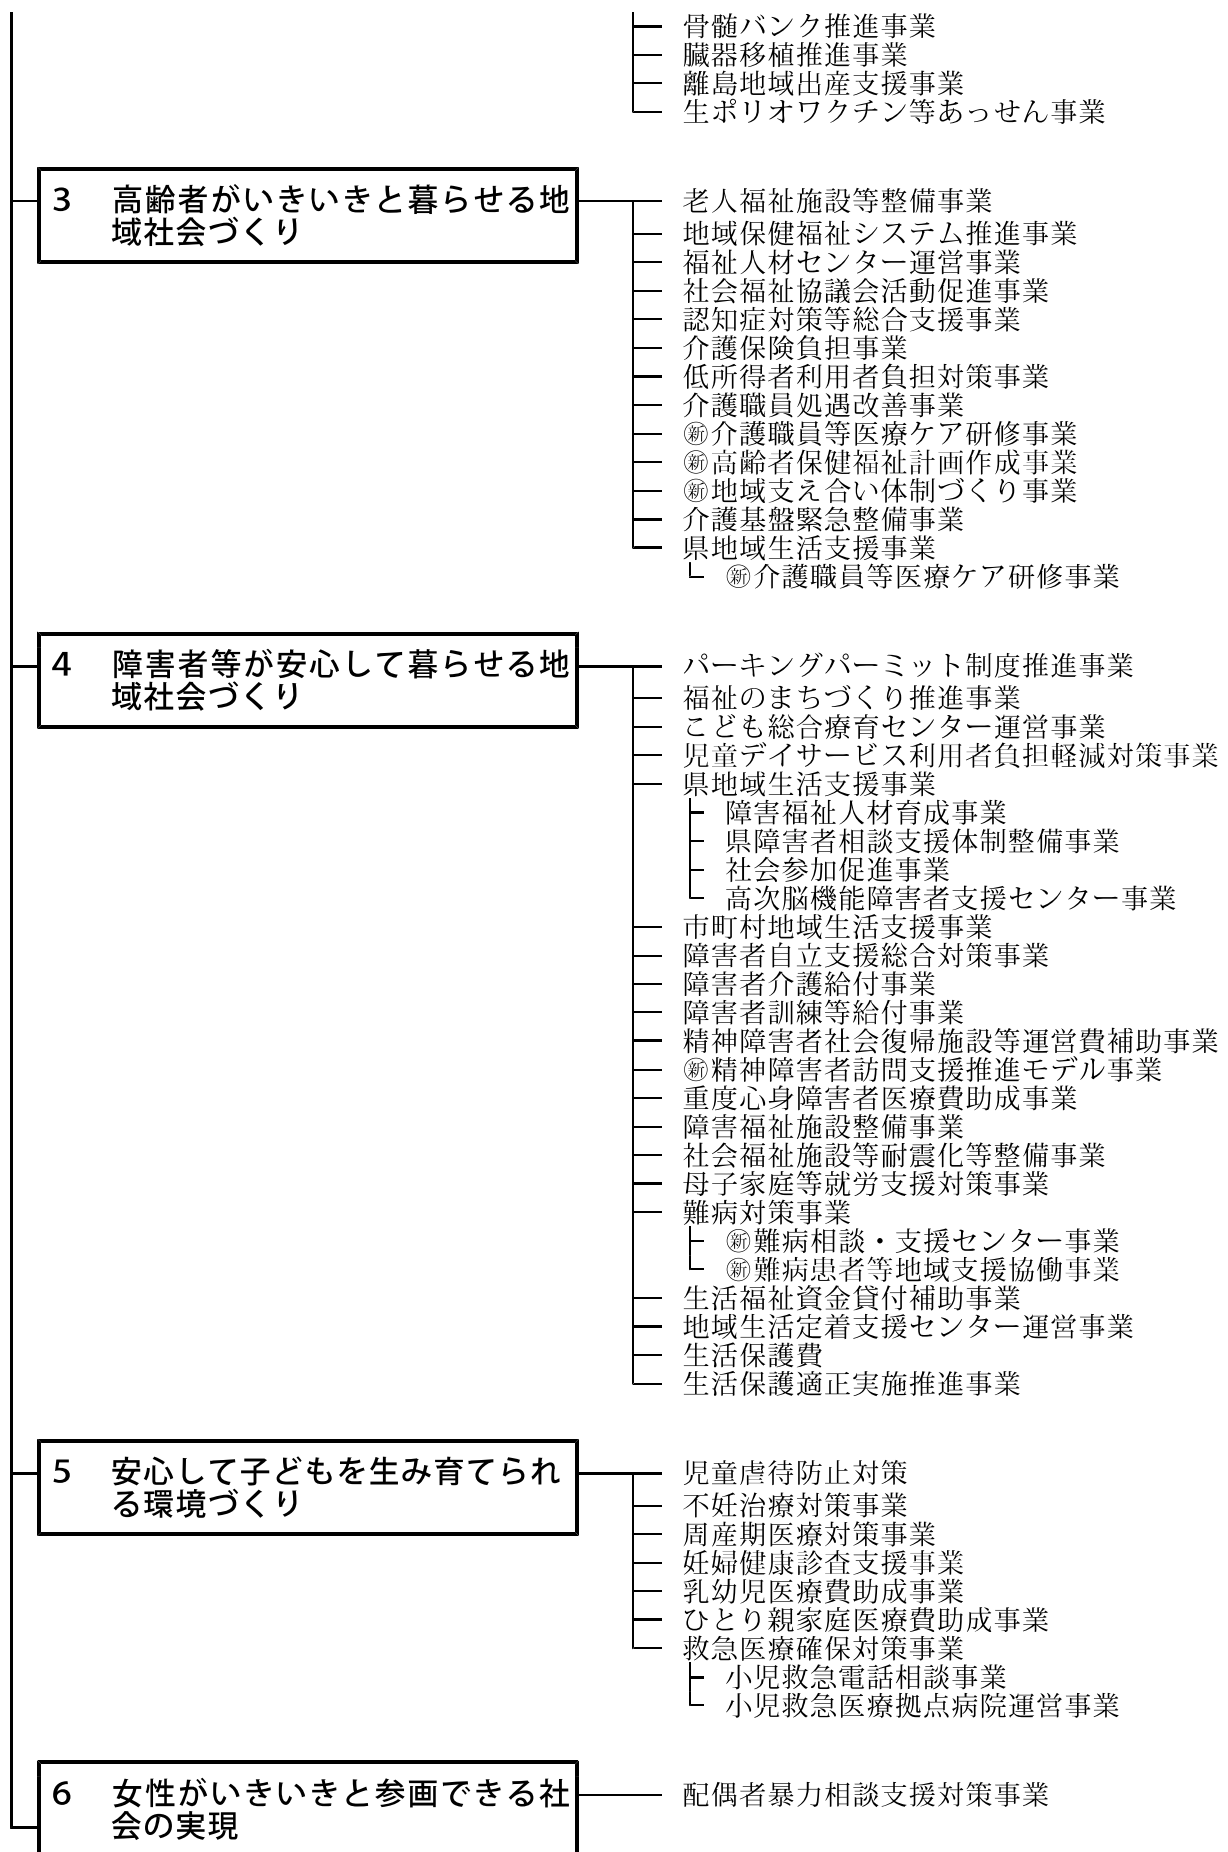 骨髄バンク推進事業
臓器移植推進事業
離島地域出産支援事業
生ポリオワクチン等あっせん事業
3 高齢者がいきいきと暮らせる地
域社会づくり
老人福祉施設等整備事業
地域保健福祉システム推進事業
福祉人材センター運営事業
社会福祉協議会活動促進事業
認知症対策等総合支援事業
介護保険負担事業
低所得者利用者負担対策事業
介護職員処遇改善事業
㊟介護職員等医療ケア研修事業
㊟高齢者保健福祉計画作成事業
㊟地域支え合い体制づくり事業
介護基盤緊急整備事業
県地域生活支援事業
㊟介護職員等医療ケア研修事業
4 障害者等が安心して暮らせる地
域社会づくり
パーキングパーミット制度推進事業
福祉のまちづくり推進事業
こども総合療育センター運営事業
児童デイサービス利用者負担軽減対策事業
県地域生活支援事業
障害福祉人材育成事業
県障害者相談支援体制整備事業
社会参加促進事業
高次脳機能障害者支援センター事業
市町村地域生活支援事業
障害者自立支援総合対策事業
障害者介護給付事業
障害者訓練等給付事業
精神障害者社会復帰施設等運営費補助事業
㊟精神障害者訪問支援推進モデル事業
重度心身障害者医療費助成事業
障害福祉施設整備事業
社会福祉施設等耐震化等整備事業
母子家庭等就労支援対策事業
難病対策事業
㊟難病相談・支援センター事業
㊟難病患者等地域支援協働事業
生活福祉資金貸付補助事業
地域生活定着支援センター運営事業
生活保護費
生活保護適正実施推進事業
5 安心して子どもを生み育てられ
る環境づくり
児童虐待防止対策
不妊治療対策事業
周産期医療対策事業
妊婦健康診査支援事業
乳幼児医療費助成事業
ひとり親家庭医療費助成事業
救急医療確保対策事業
小児救急電話相談事業
小児救急医療拠点病院運営事業
6 女性がいきいきと参画できる社
会の実現
配偶者暴力相談支援対策事業